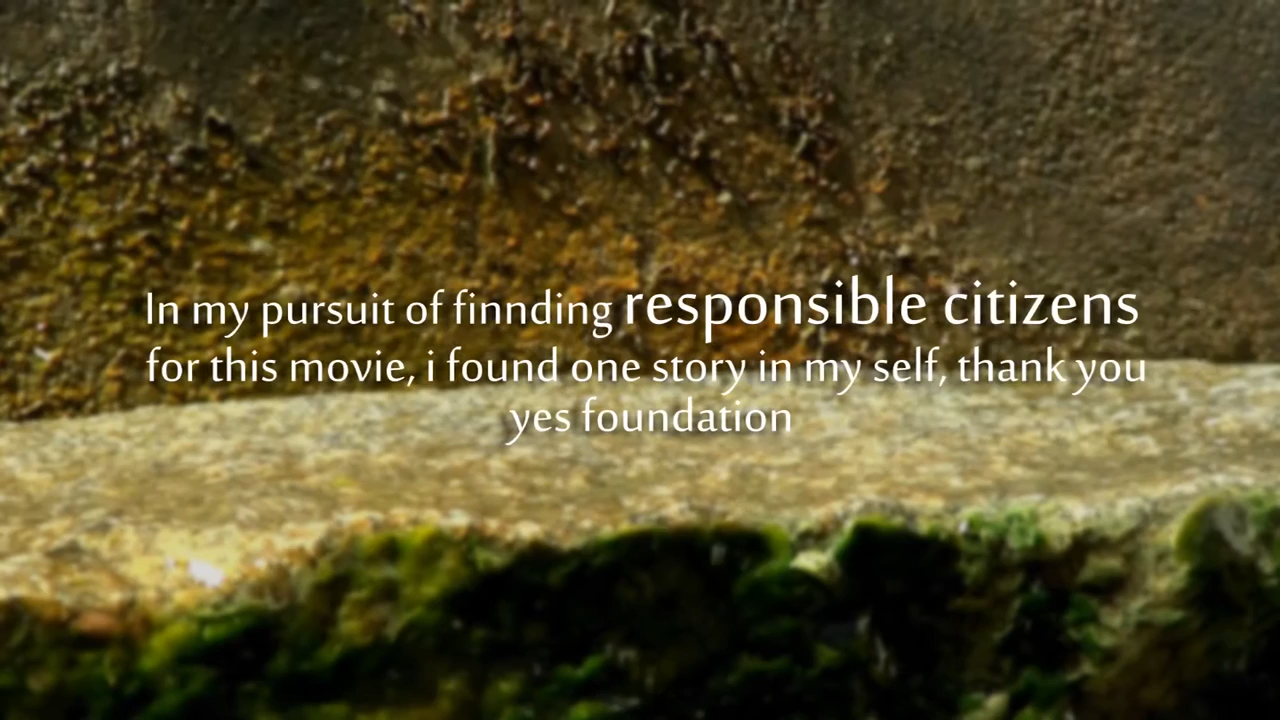 In my pursuit of finnding responsible citizens
for this movie, i found one story in my self, thank you
yes foundation